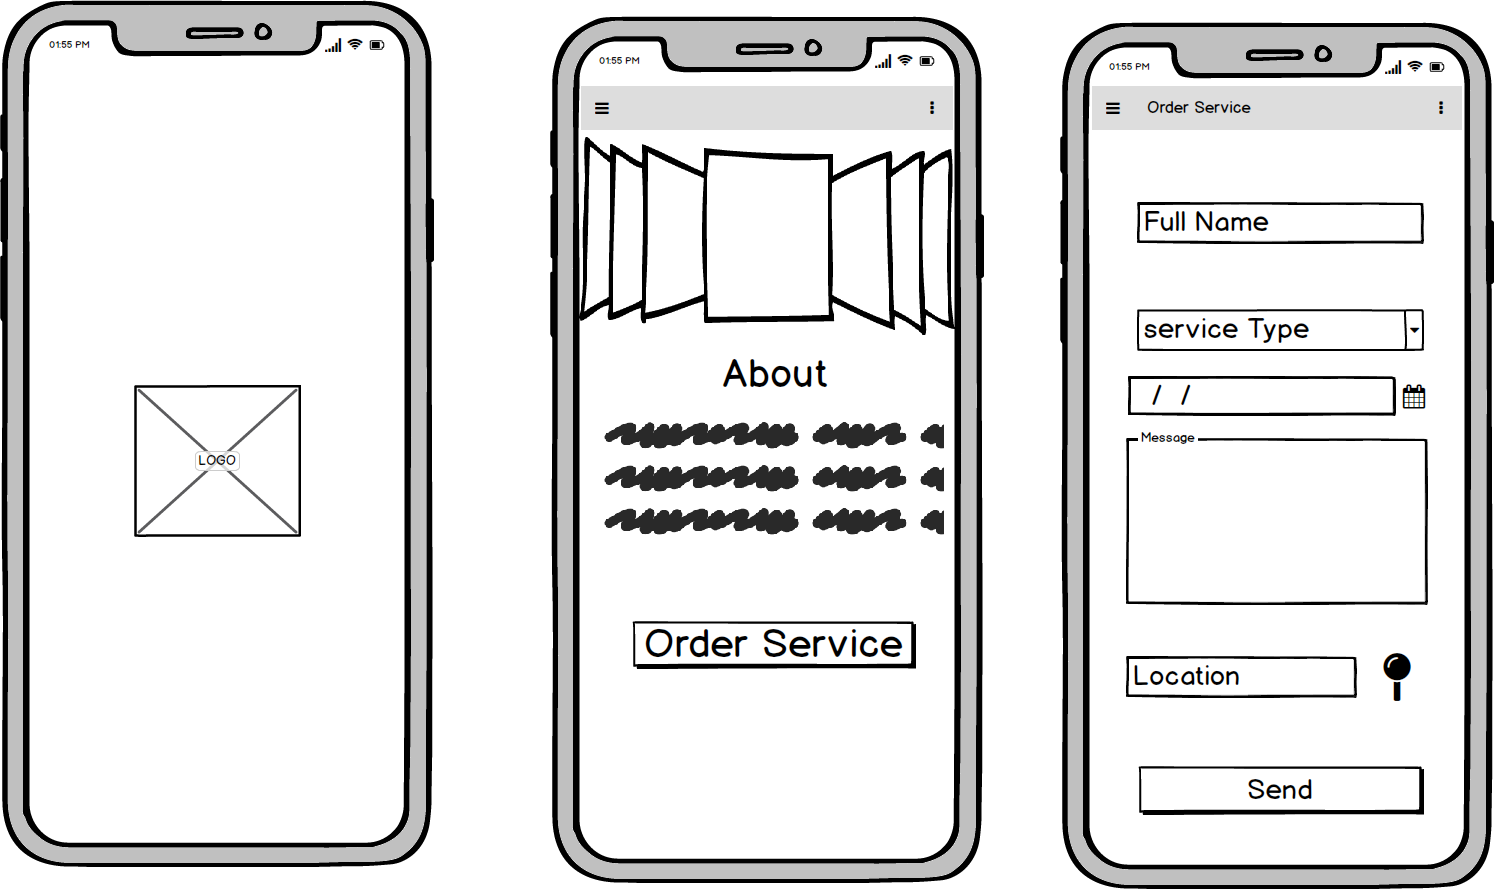 01:55 PM
LOGO
01:55 PM
About
Order Service
01:55 PM
Order Service
Full Name
service Type
/ /
Message
Location
Send